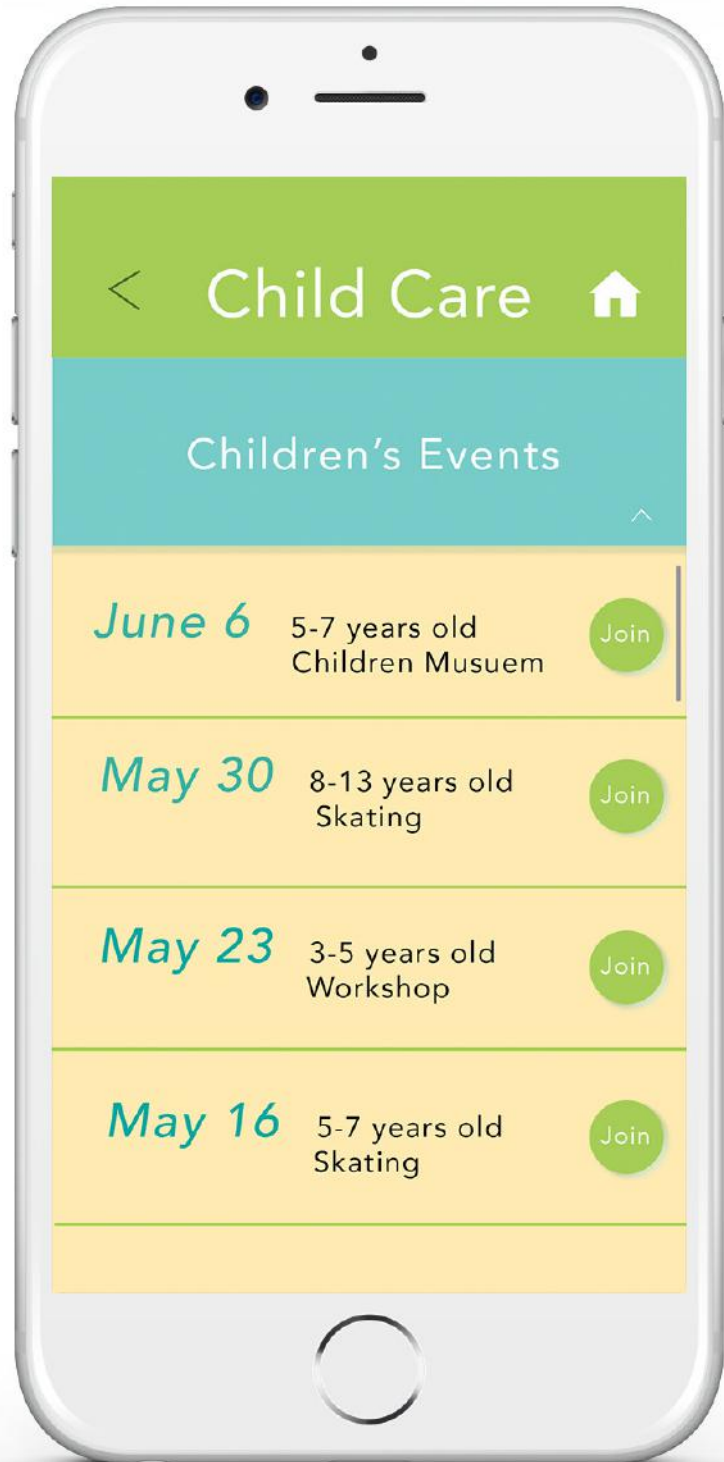 Child Care
Children's Events
June 6
5-7 years old
Children Musuem
Join
May 30
8-13 years old
Skating
Join
May 23
3-5 years old
Workshop
Join
May 16
5-7 years old
Skating
Join